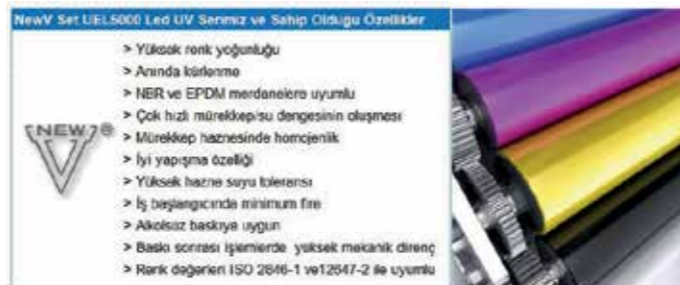 NewV Set UEL5000 Led UV Serimiz ve Sahip Olduğu Özellikler
> Yüksek renk yoğunluğu
> Anında kürlenme
> NBR ve EPDM merdanelere uyumlu
> Çok hızlı mürekkep/su dengesinin oluşması
> Mürekkep haznesinde homojenlik
> İyi yapışma özelliği
> Yüksek hazne suyu toleransı
> İş başlangıcında minimum fire
> Alkolsüz baskıya uygun
> Baskı sonrası işlemlerde yüksek mekanik direnç
> Renk değerleri ISO 2846-1 ve12647-2 ile uyumlu
NEW ®
V